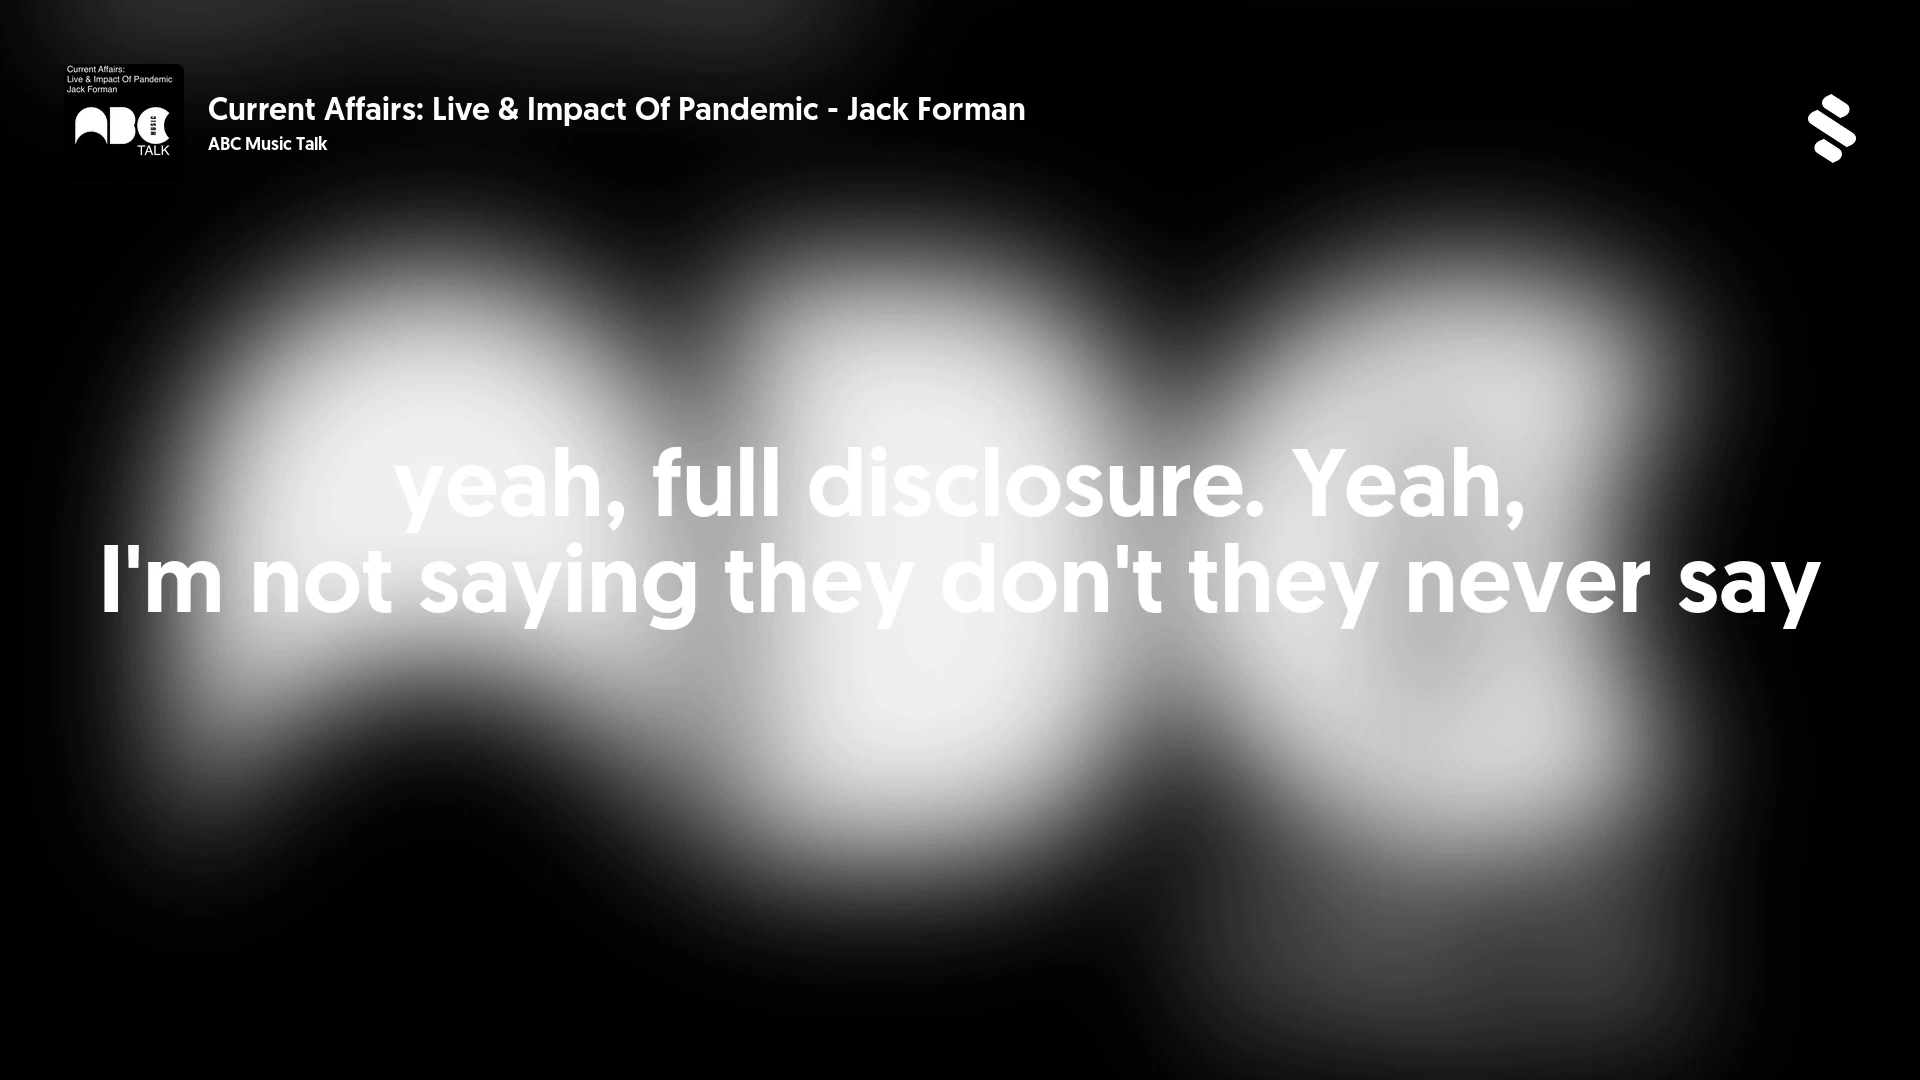 Current Affairs:
Live & Impact Of Pandemic
Jack Forman
ABC
MUSIC
TALK
Current Affairs: Live & Impact Of Pandemic - Jack Forman
ABC Music Talk
yeah, full disclosure. Yeah,
I'm not saying they don't they never say